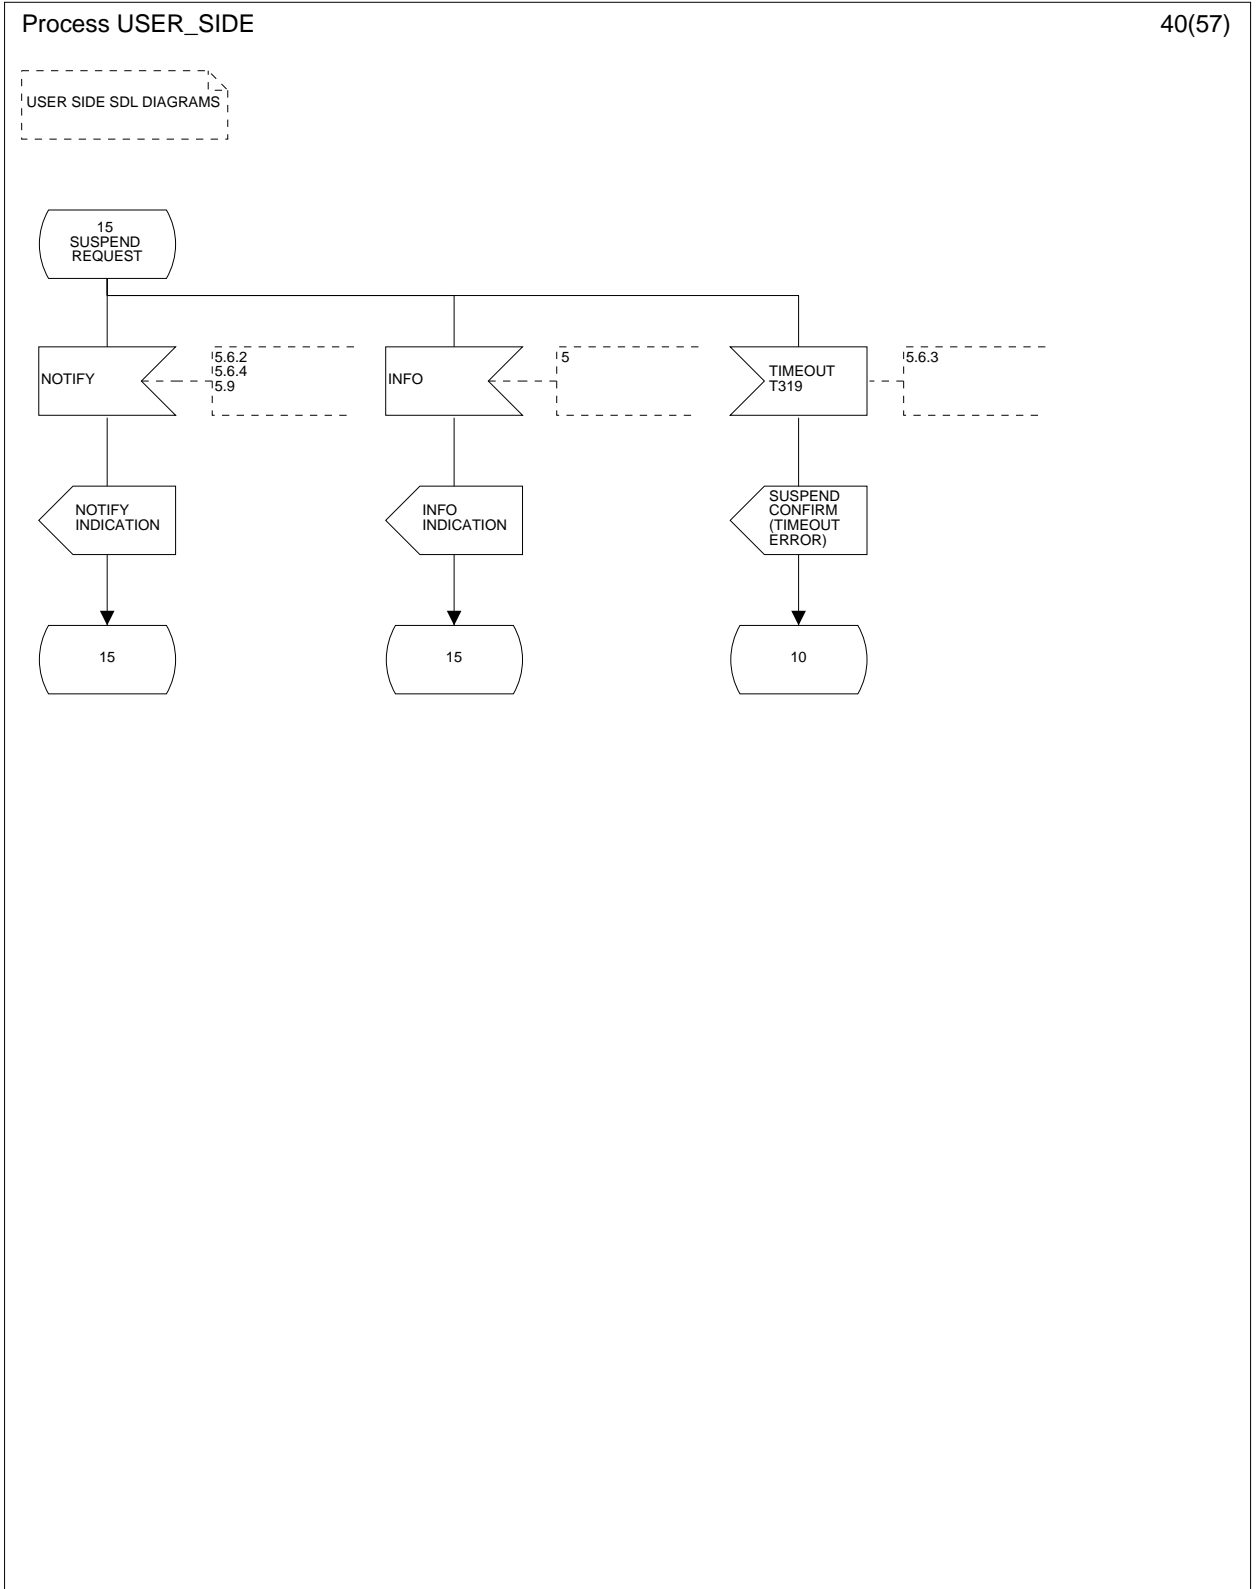 Process USER_SIDE
40(57)
USER SIDE SDL DIAGRAMS
15
SUSPEND
REQUEST
NOTIFY
5.6.2
5.6.4
5.9
INFO
5
TIMEOUT
T319
5.6.3
NOTIFY
INDICATION
INFO
INDICATION
SUSPEND
CONFIRM
(TIMEOUT
ERROR)
15
15
10